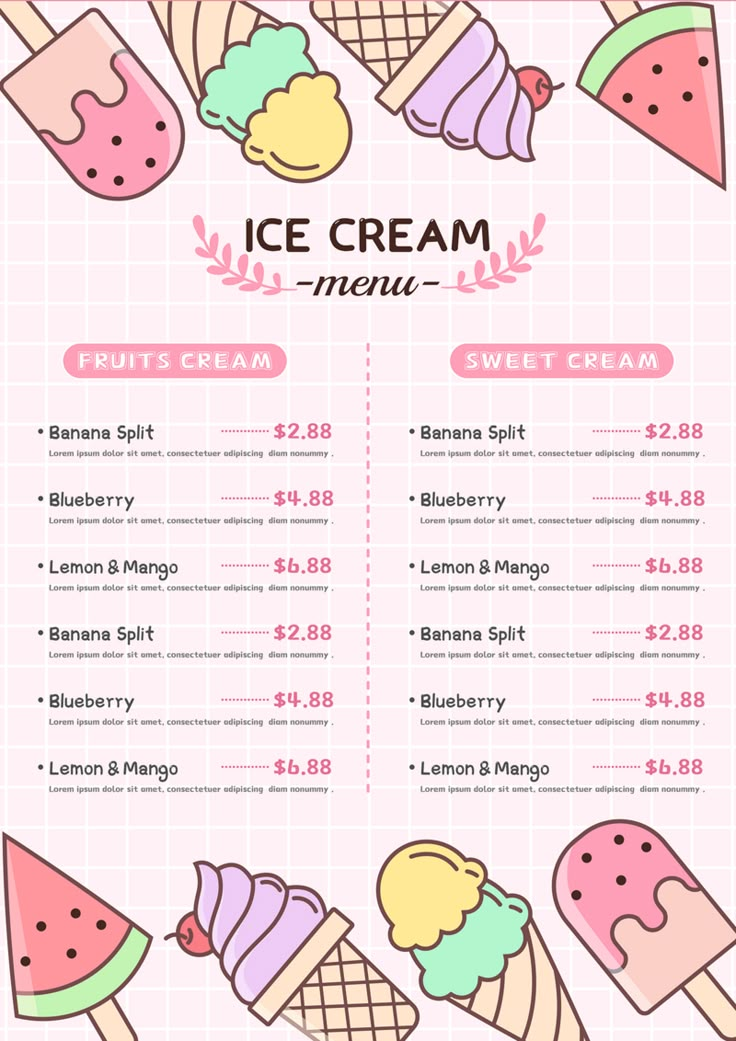 ICE CREAM
-menu-
FRUITS CREAM
• Banana Split ............ $2.88
Lorem ipsum dolor sit amet, consectetuer adipiscing diam nonummy .
• Blueberry ............ $4.88
Lorem ipsum dolor sit amet, consectetuer adipiscing diam nonummy .
• Lemon & Mango ............ $6.88
Lorem ipsum dolor sit amet, consectetuer adipiscing diam nonummy .
• Banana Split ............ $2.88
Lorem ipsum dolor sit amet, consectetuer adipiscing diam nonummy .
• Blueberry ............ $4.88
Lorem ipsum dolor sit amet, consectetuer adipiscing diam nonummy .
• Lemon & Mango ............ $6.88
Lorem ipsum dolor sit amet, consectetuer adipiscing diam nonummy .
SWEET CREAM
• Banana Split ............ $2.88
Lorem ipsum dolor sit amet, consectetuer adipiscing diam nonummy .
• Blueberry ............ $4.88
Lorem ipsum dolor sit amet, consectetuer adipiscing diam nonummy .
• Lemon & Mango ............ $6.88
Lorem ipsum dolor sit amet, consectetuer adipiscing diam nonummy .
• Banana Split ............ $2.88
Lorem ipsum dolor sit amet, consectetuer adipiscing diam nonummy .
• Blueberry ............ $4.88
Lorem ipsum dolor sit amet, consectetuer adipiscing diam nonummy .
• Lemon & Mango ............ $6.88
Lorem ipsum dolor sit amet, consectetuer adipiscing diam nonummy .